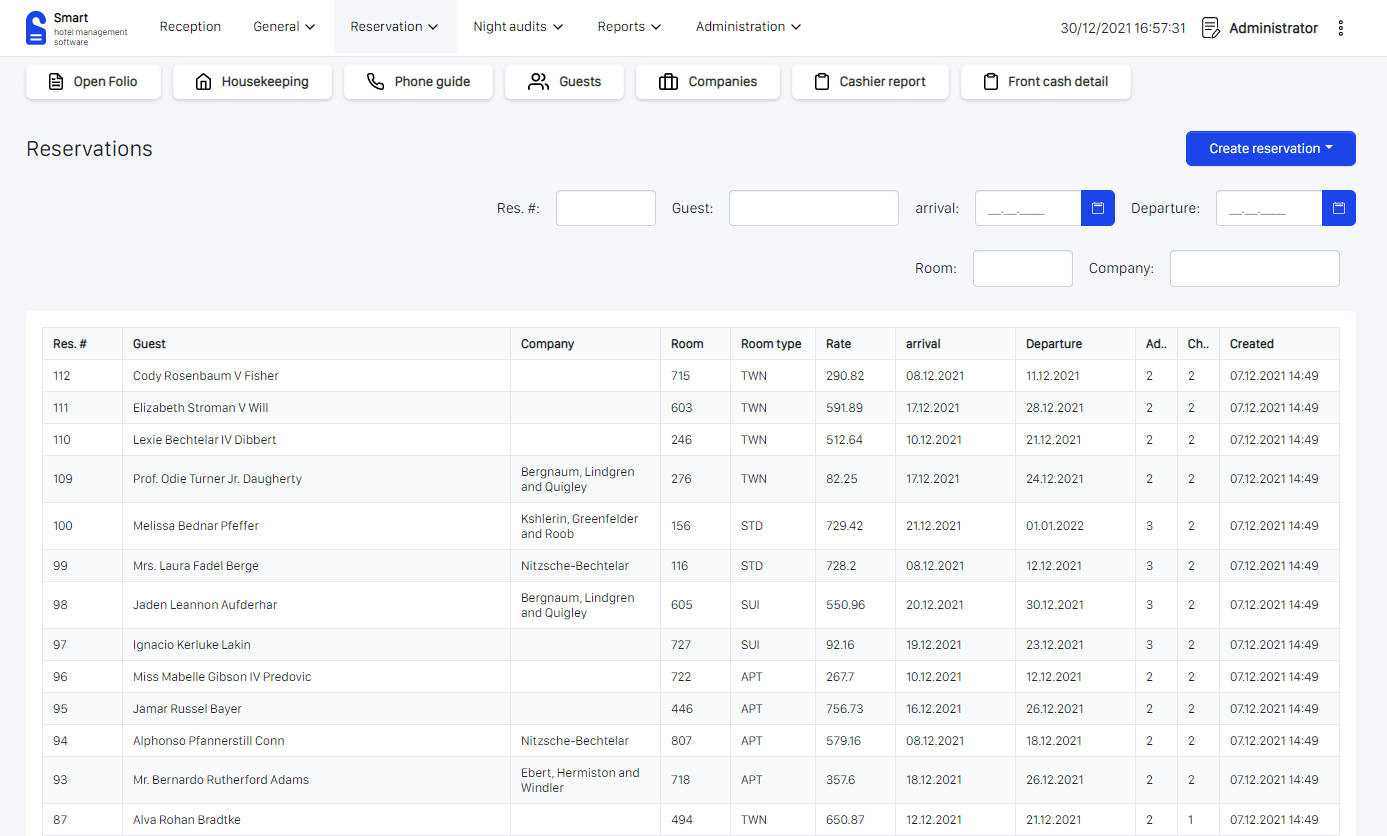 Smart
hotel management
software
Reception General Reservation Night audits Reports Administration 30/12/2021 16:57:31 Administrator
Open Folio Housekeeping Phone guide Guests Companies Cashier report Front cash detail
Reservations Create reservation
Res. #: Guest: arrival: __.__.____ Departure: __.__.____
Room: Company:
Res. # Guest Company Room Room type Rate arrival Departure Ad.. Ch.. Created
112 Cody Rosenbaum V Fisher 715 TWN 290.82 08.12.2021 11.12.2021 2 2 07.12.2021 14:49
111 Elizabeth Stroman V Will 603 TWN 591.89 17.12.2021 28.12.2021 2 2 07.12.2021 14:49
110 Lexie Bechtelar IV Dibbert 246 TWN 512.64 10.12.2021 21.12.2021 2 2 07.12.2021 14:49
109 Prof. Odie Turner Jr. Daugherty Bergnaum, Lindgren
and Quigley 276 TWN 82.25 17.12.2021 24.12.2021 2 2 07.12.2021 14:49
100 Melissa Bednar Pfeffer Kshlerin, Greenfelder
and Roob 156 STD 729.42 21.12.2021 01.01.2022 3 2 07.12.2021 14:49
99 Mrs. Laura Fadel Berge Nitzsche-Bechtelar 116 STD 728.2 08.12.2021 12.12.2021 3 2 07.12.2021 14:49
98 Jaden Leannon Aufderhar Bergnaum, Lindgren
and Quigley 605 SUI 550.96 20.12.2021 30.12.2021 3 2 07.12.2021 14:49
97 Ignacio Kerluke Lakin 727 SUI 92.16 19.12.2021 23.12.2021 3 2 07.12.2021 14:49
96 Miss Mabelle Gibson IV Predovic 722 APT 267.7 10.12.2021 12.12.2021 2 2 07.12.2021 14:49
95 Jamar Russel Bayer 446 APT 756.73 16.12.2021 26.12.2021 2 2 07.12.2021 14:49
94 Alphonso Pfannerstill Conn Nitzsche-Bechtelar 807 APT 579.16 08.12.2021 18.12.2021 2 2 07.12.2021 14:49
93 Mr. Bernardo Rutherford Adams Ebert, Hermiston and
Windler 718 APT 357.6 18.12.2021 26.12.2021 2 2 07.12.2021 14:49
87 Alva Rohan Bradtke 494 TWN 650.87 12.12.2021 21.12.2021 2 1 07.12.2021 14:49